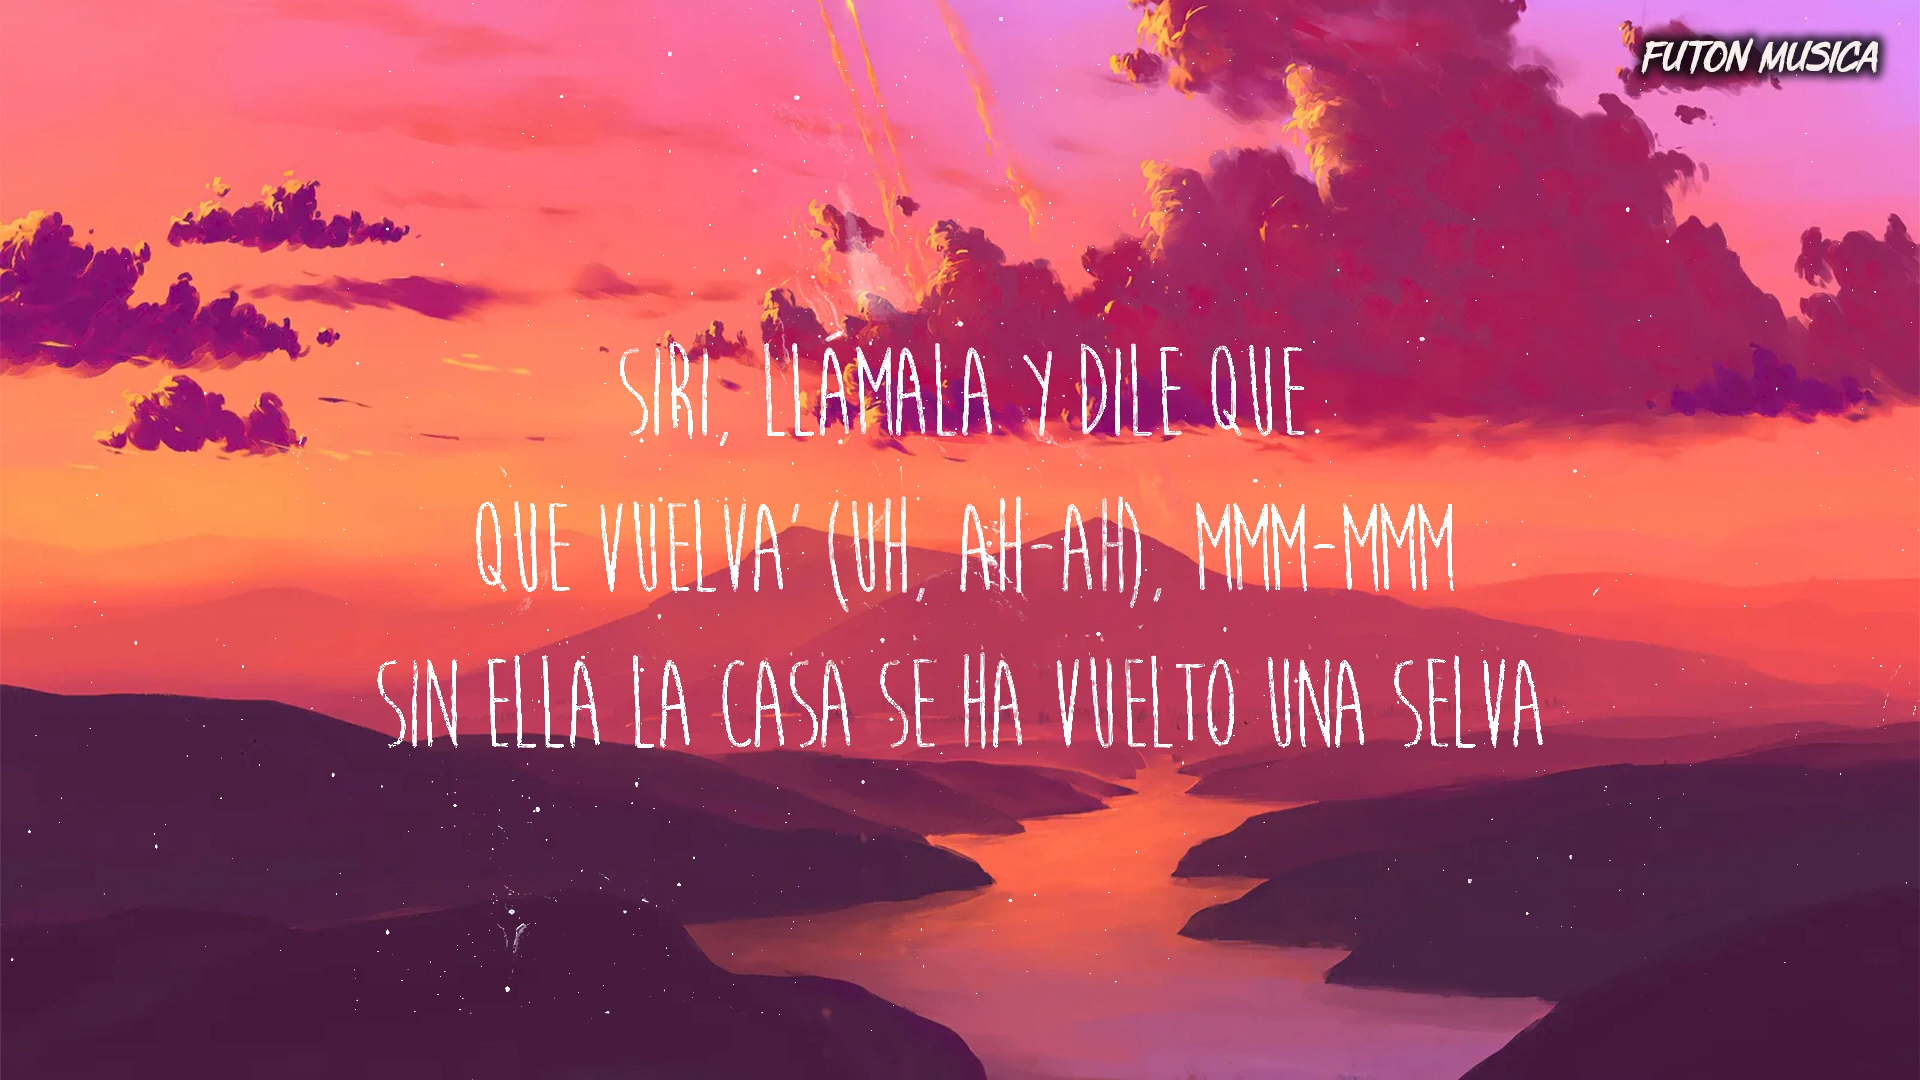 FUTON MUSICA
SIRI, LLÁMALA Y DILE QUE.
QUE VUELVA' (UH, AH-AH), MMM-MMM
SIN ELLA LA CASA SE HA VUELTO UNA SELVA